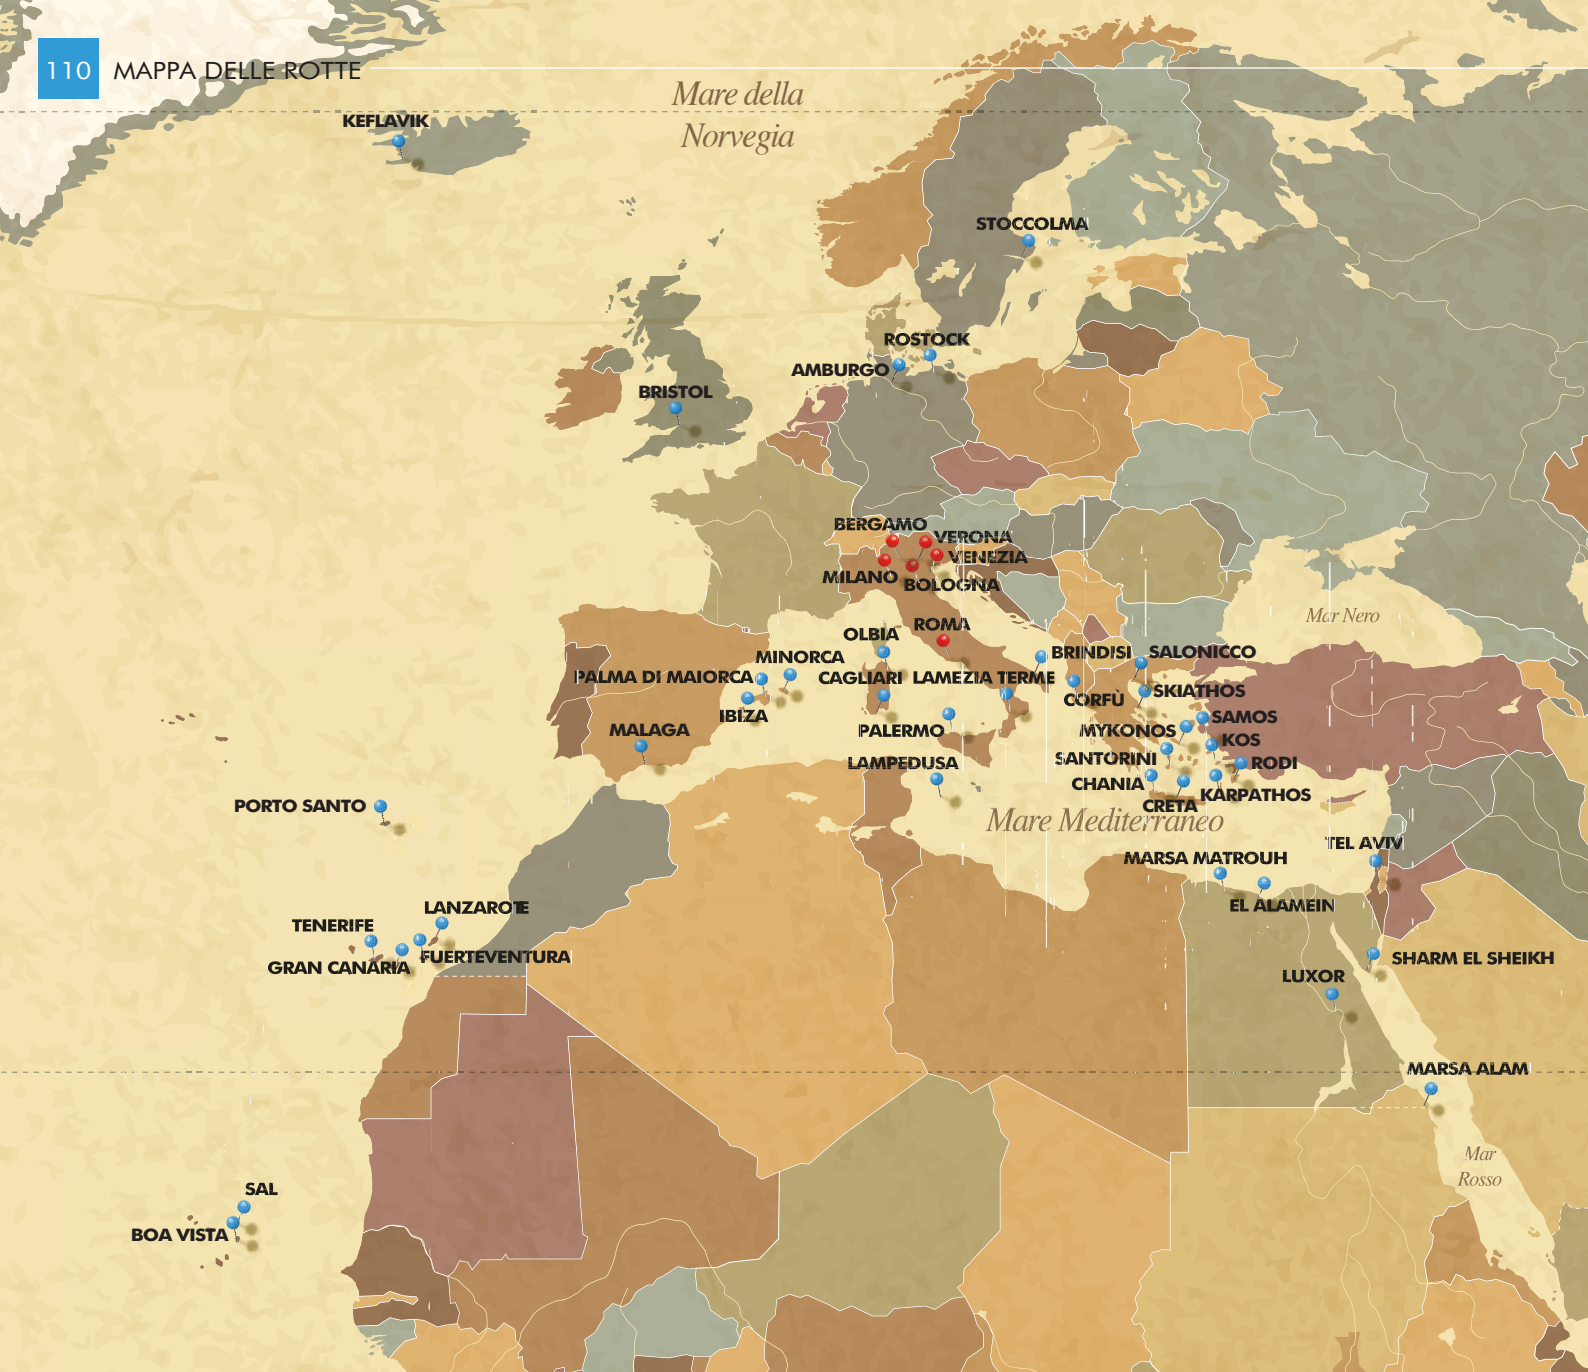 110 MAPPA DELLE ROTTE
Mare della
Norvegia
KEFLAVIK
STOCCOLMA
ROSTOCK
AMBURGO
BRISTOL
BERGAMO
VERONA
VENEZIA
MILANO
BOLOGNA
Mar Nero
ROMA
OLBIA
BRINDISI
SALONICCO
MINORCA
PALMA DI MAIORCA
CAGLIARI
LAMEZIA TERME
SKIATHOS
CORFÙ
IBIZA
SAMOS
MALAGA
PALERMO
MYKONOS
KOS
SANTORINI
LAMPEDUSA
RODI
CHANIA
KARPATHOS
PORTO SANTO
CRETA
Mare Mediterraneo
TEL AVIV
MARSA MATROUH
LANZAROTE
EL ALAMEIN
TENERIFE
FUERTEVENTURA
SHARM EL SHEIKH
GRAN CANARIA
LUXOR
MARSA ALAM
Mar
Rosso
SAL
BOA VISTA